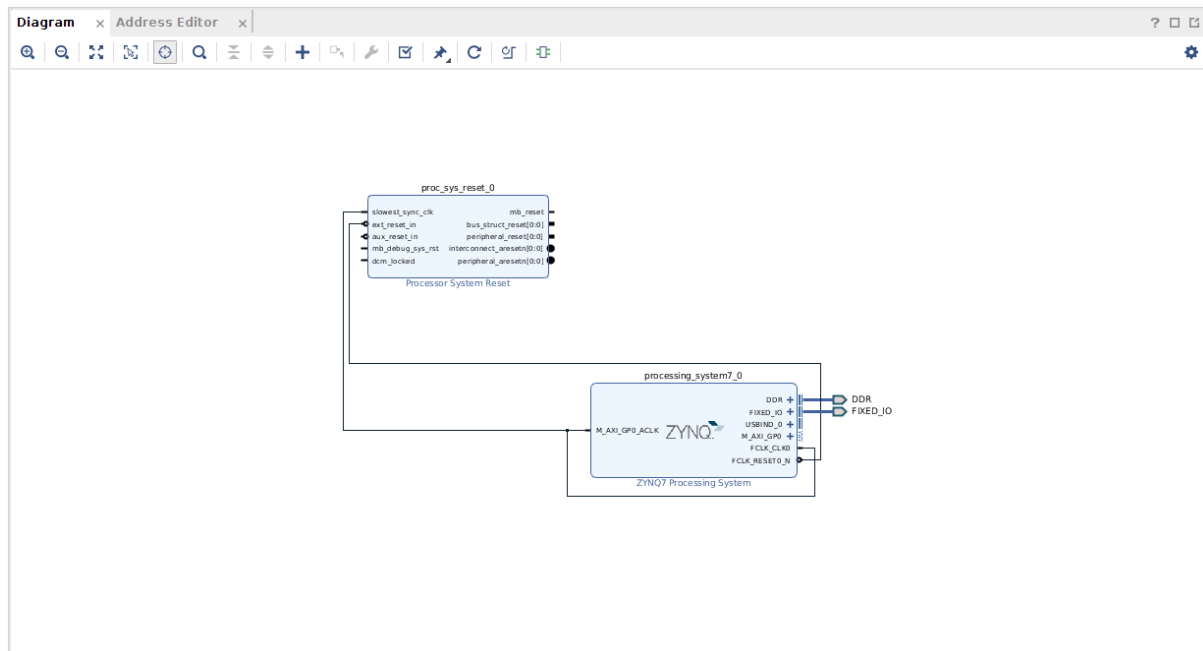 Diagram × Address Editor ×
?
proc_sys_reset_0
slowest_sync_clk mb_reset
ext_reset_in bus_struct_reset[0:0]
aux_reset_in peripheral_reset[0:0]
mb_debug_sys_rst interconnect_aresetn[0:0]
dcm_locked peripheral_aresetn[0:0]
Processor System Reset
processing_system7_0
DDR DDR
FIXED_IO FIXED_IO
USBIND_0
M_AXI_GP0_ACLK ZYNQ M_AXI_GP0
FCLK_CLK0
FCLK_RESET0_N
ZYNQ7 Processing System